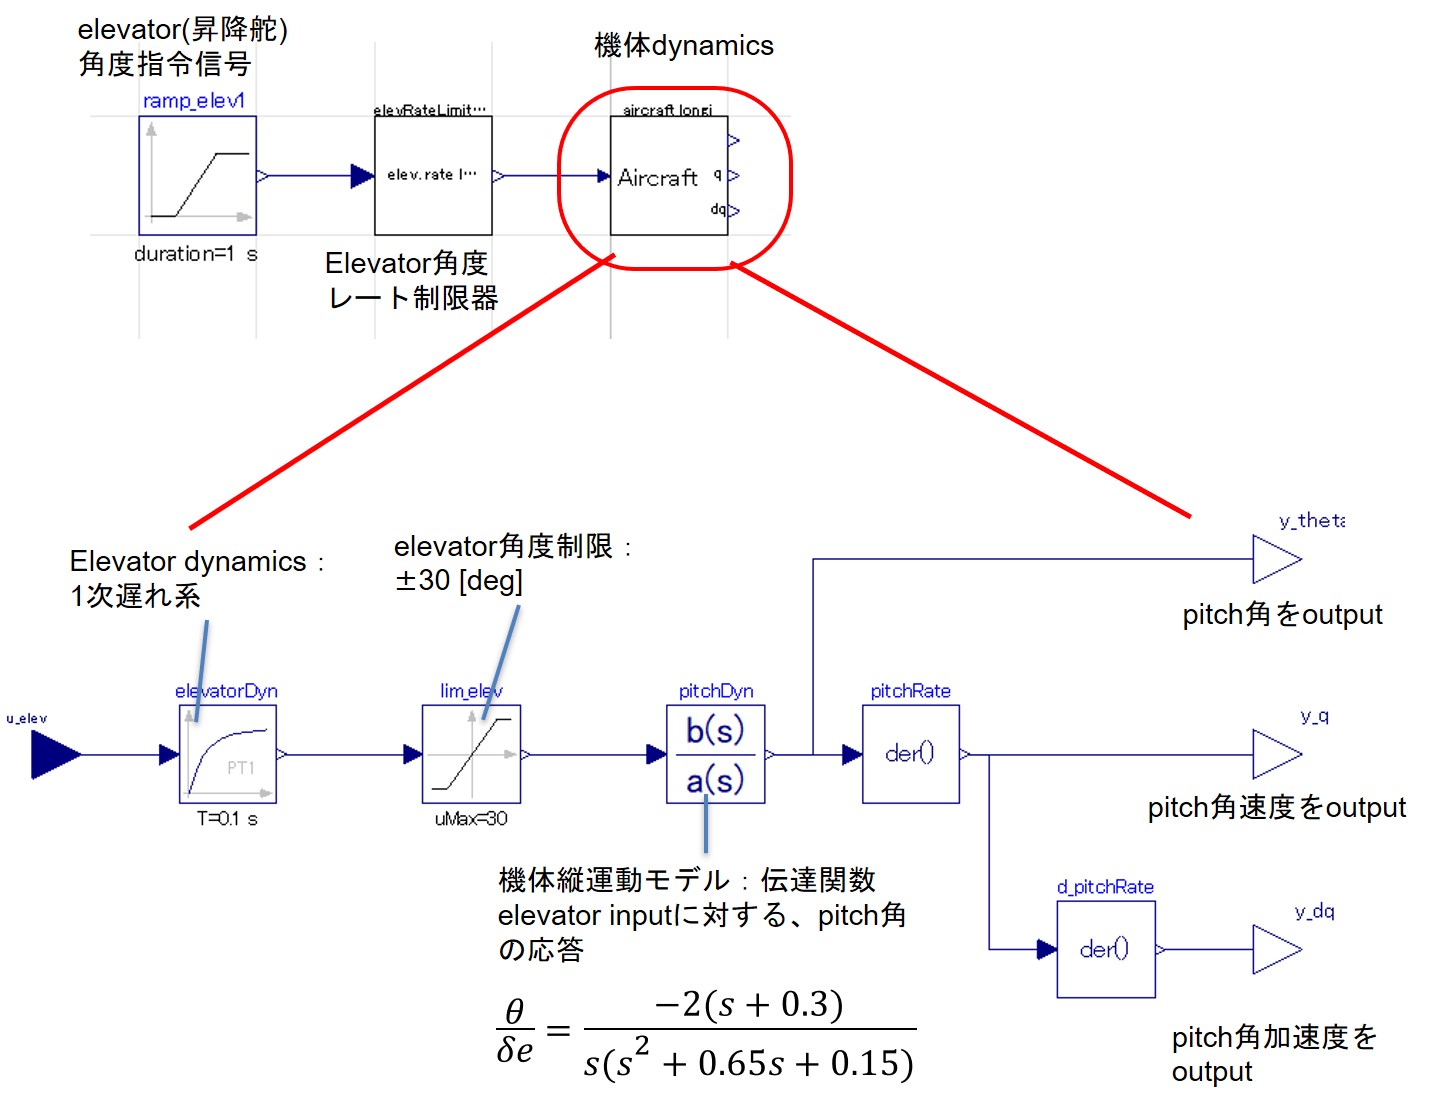 elevator(昇降舵)
角度指令信号
機体dynamics
ramp_elev1
elevRateLimit…
aircraft longi
elev. rate l…
Aircraft
q
dq
duration=1 s
Elevator角度
レート制限器
y_theta
Elevator dynamics：
1次遅れ系
elevator角度制限：
±30 [deg]
pitch角をoutput
u_elev
elevatorDyn
lim_elev
pitchDyn
pitchRate
y_q
PT1
b(s)
a(s)
der()
T=0.1 s
uMax=30
pitch角速度をoutput
機体縦運動モデル：伝達関数
elevator inputに対する、pitch角
の応答
d_pitchRate
y_dq
der()
θ/δe = −2(s + 0.3)/s(s² + 0.65s + 0.15)
pitch角加速度を
output